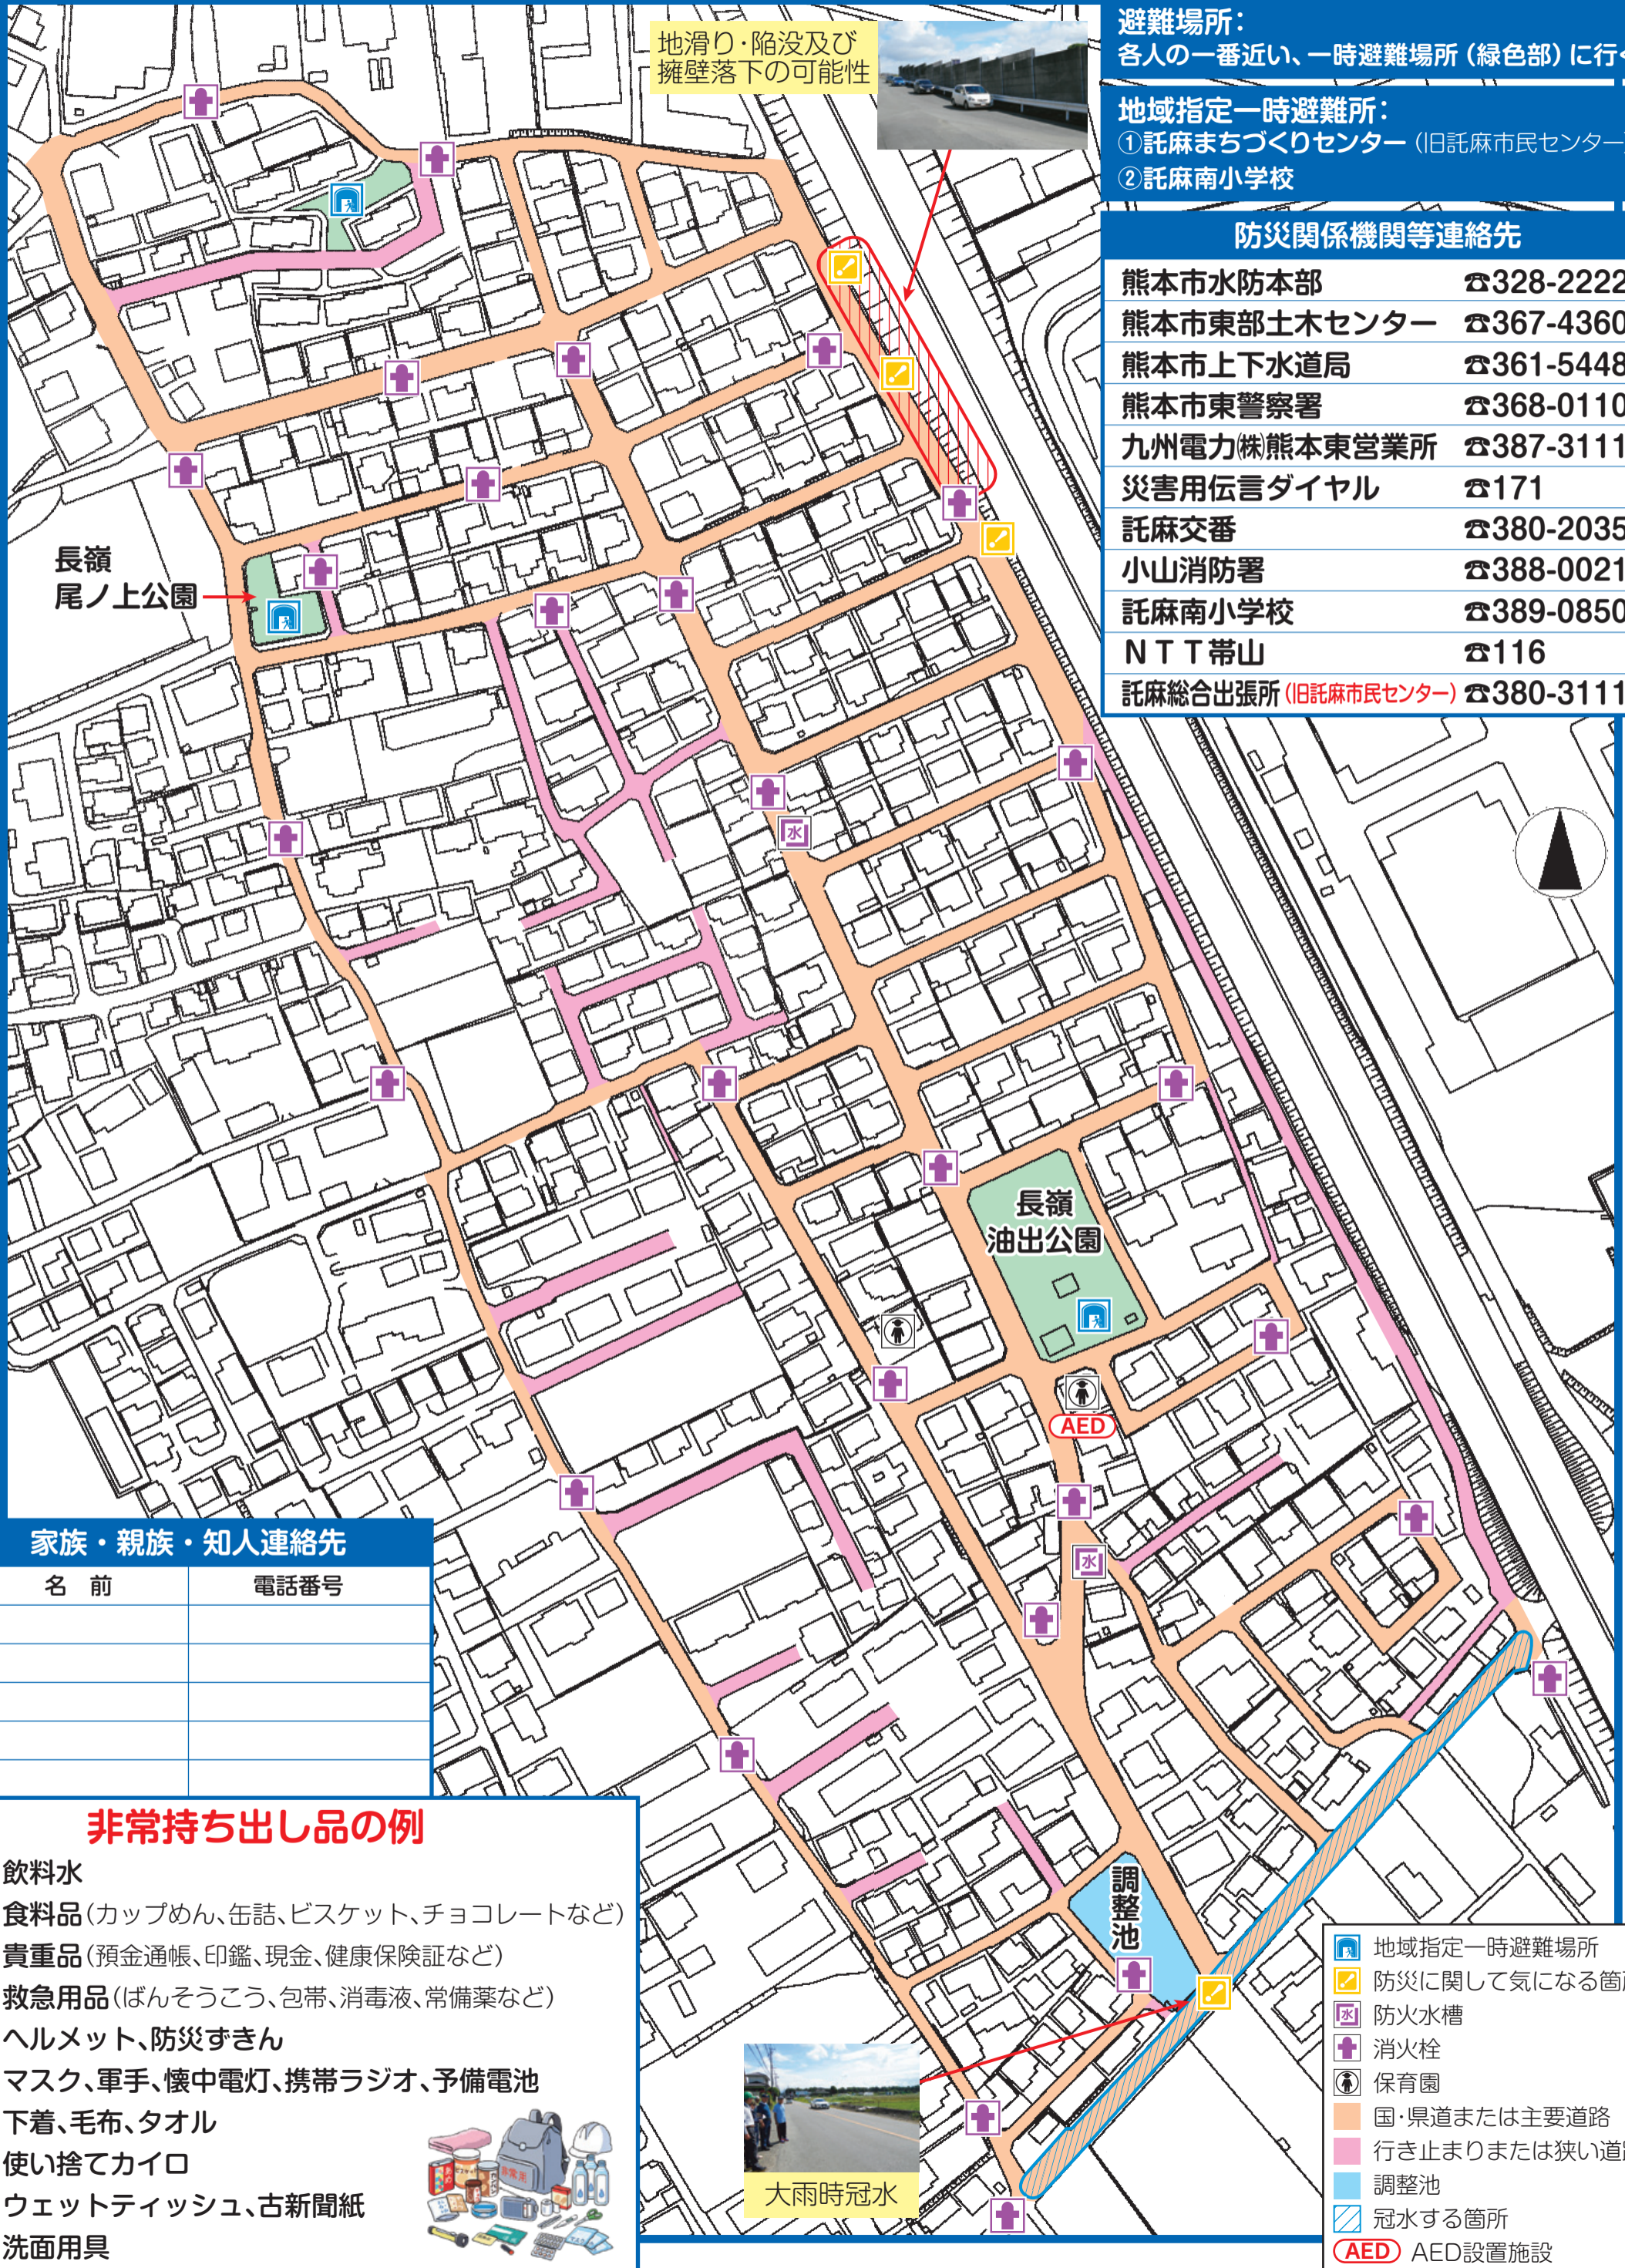 避難場所：
各人の一番近い、一時避難場所（緑色部）に行く
地域指定一時避難所：
①託麻まちづくりセンター（旧託麻市民センター）
②託麻南小学校
防災関係機関等連絡先
熊本市水防本部 ☎328-2222
熊本市東部土木センター ☎367-4360
熊本市上下水道局 ☎361-5448
熊本市東警察署 ☎368-0110
九州電力㈱熊本東営業所 ☎387-3111
災害用伝言ダイヤル ☎171
託麻交番 ☎380-2035
小山消防署 ☎388-0021
託麻南小学校 ☎389-0850
ＮＴＴ帯山 ☎116
託麻総合出張所（旧託麻市民センター）☎380-3111
地滑り・陥没及び
擁壁落下の可能性
長嶺
尾ノ上公園
水
長嶺
油出公園
AED
水
調整池
大雨時冠水
家族・親族・知人連絡先
名 前 電話番号
非常持ち出し品の例
飲料水
食料品（カップめん、缶詰、ビスケット、チョコレートなど）
貴重品（預金通帳、印鑑、現金、健康保険証など）
救急用品（ばんそうこう、包帯、消毒液、常備薬など）
ヘルメット、防災ずきん
マスク、軍手、懐中電灯、携帯ラジオ、予備電池
下着、毛布、タオル
使い捨てカイロ
ウェットティッシュ、古新聞紙
洗面用具
地域指定一時避難場所
防災に関して気になる箇所
水 防火水槽
消火栓
保育園
国・県道または主要道路
行き止まりまたは狭い道路
調整池
冠水する箇所
AED AED設置施設